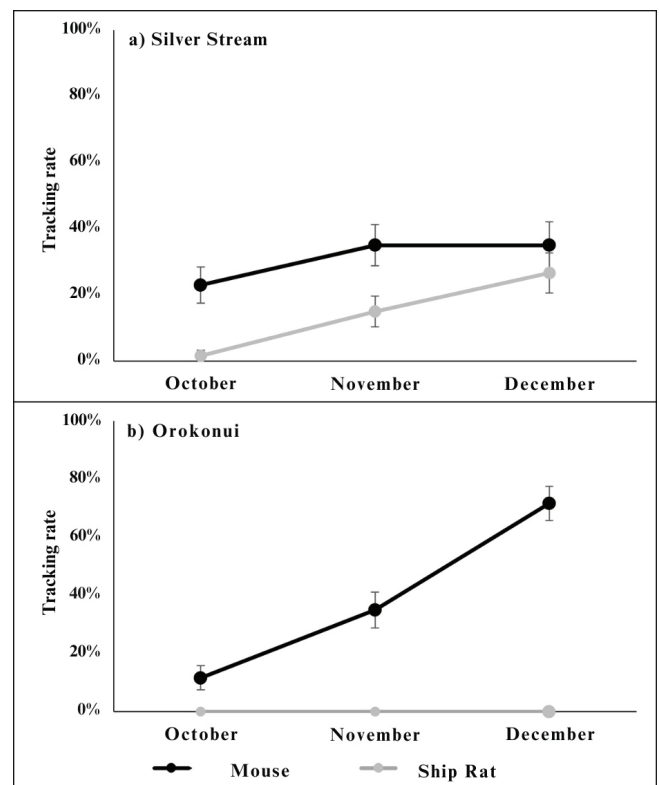 a) Silver Stream
100%
80%
60%
40%
20%
0%
Tracking rate
October November December
b) Orokonui
100%
80%
60%
40%
20%
0%
Tracking rate
October November December
Mouse Ship Rat